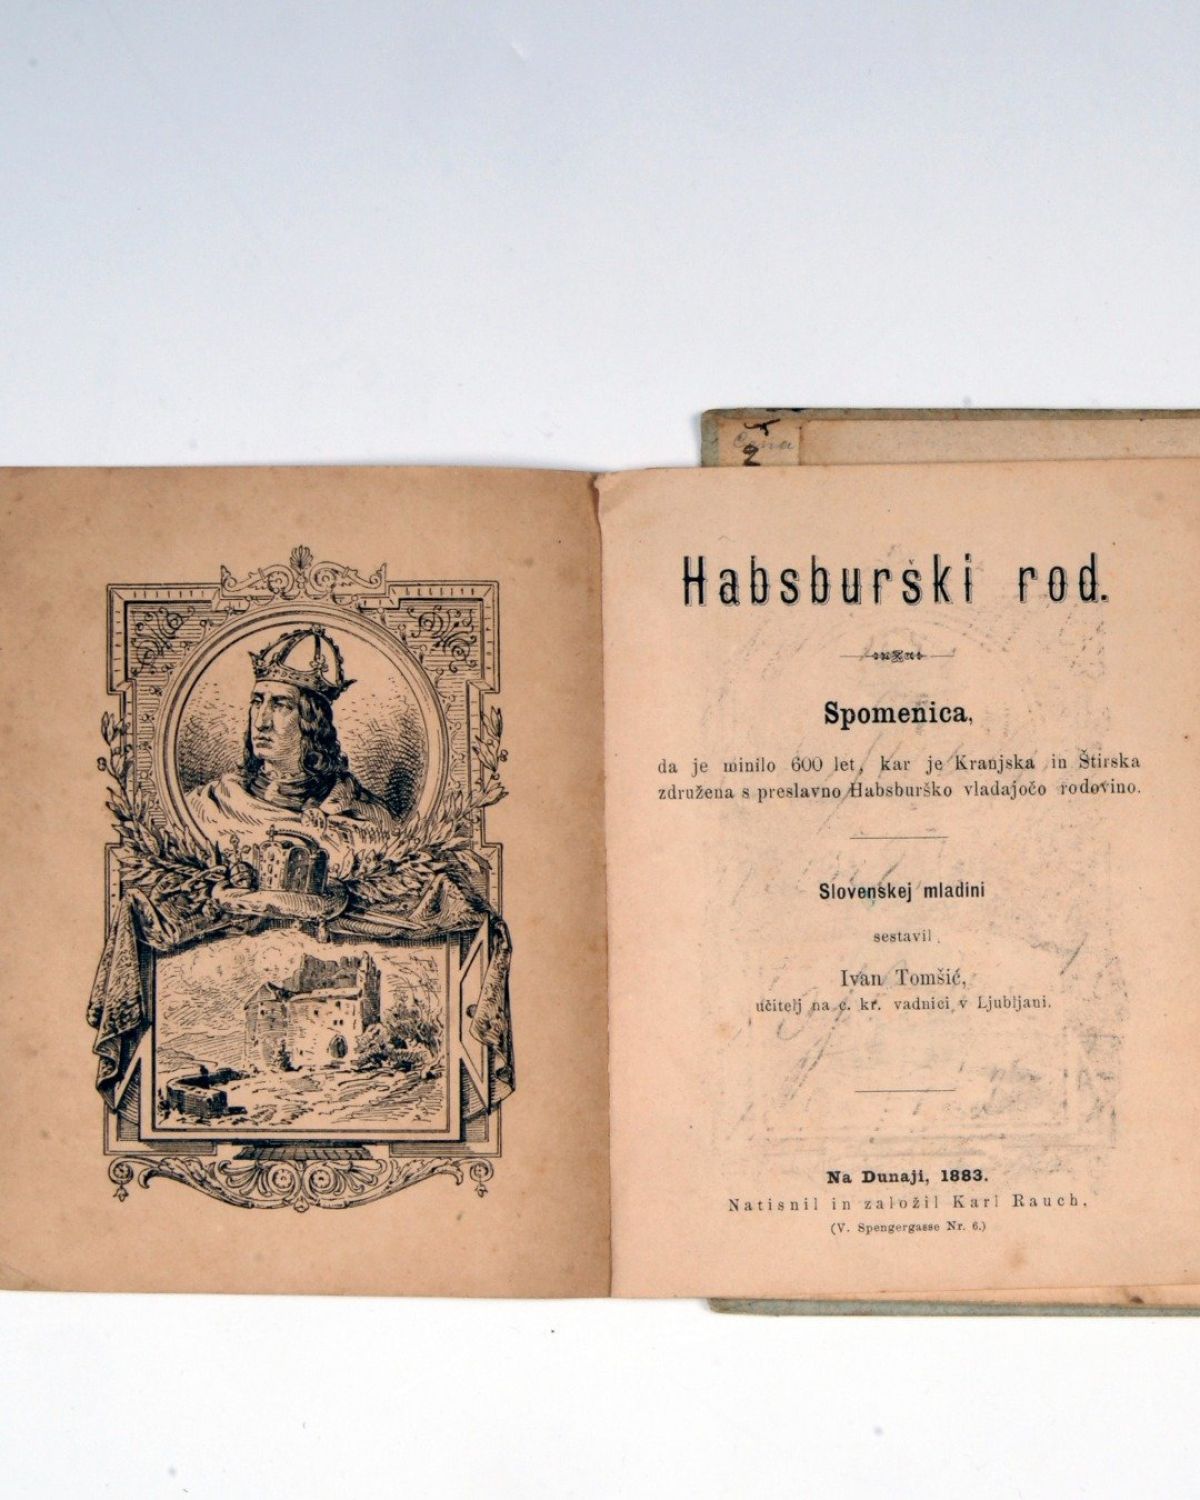 Cena
2
Habsburški rod.
Spomenica,
da je minilo 600 let, kar je Kranjska in Štirska
združena s preslavno Habsburško vladajočo rodovino.
Slovenskej mladini
sestavil
Ivan Tomšić,
učitelj na c. kr. vadnici v Ljubljani.
Na Dunaji, 1883.
Natisnil in založil Karl Rauch.
(V. Spengergasse Nr. 6.)